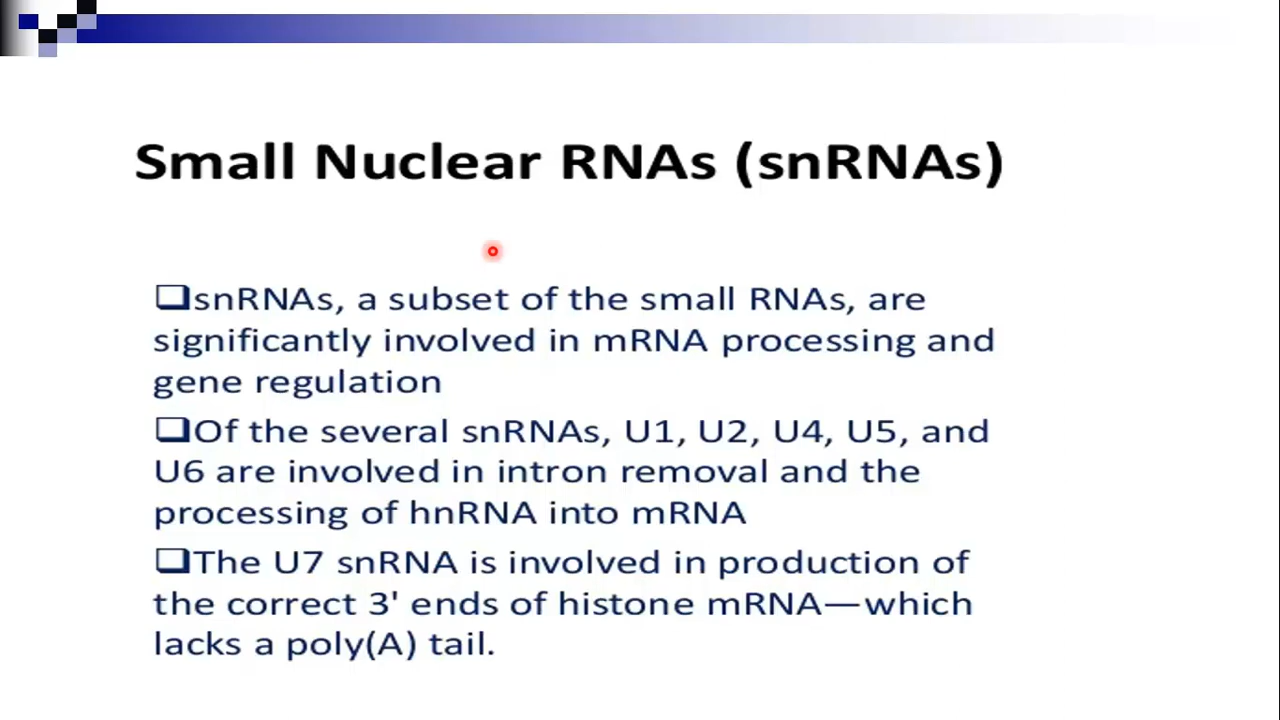 Small Nuclear RNAs (snRNAs)
❑snRNAs, a subset of the small RNAs, are
significantly involved in mRNA processing and
gene regulation
❑Of the several snRNAs, U1, U2, U4, U5, and
U6 are involved in intron removal and the
processing of hnRNA into mRNA
❑The U7 snRNA is involved in production of
the correct 3' ends of histone mRNA—which
lacks a poly(A) tail.